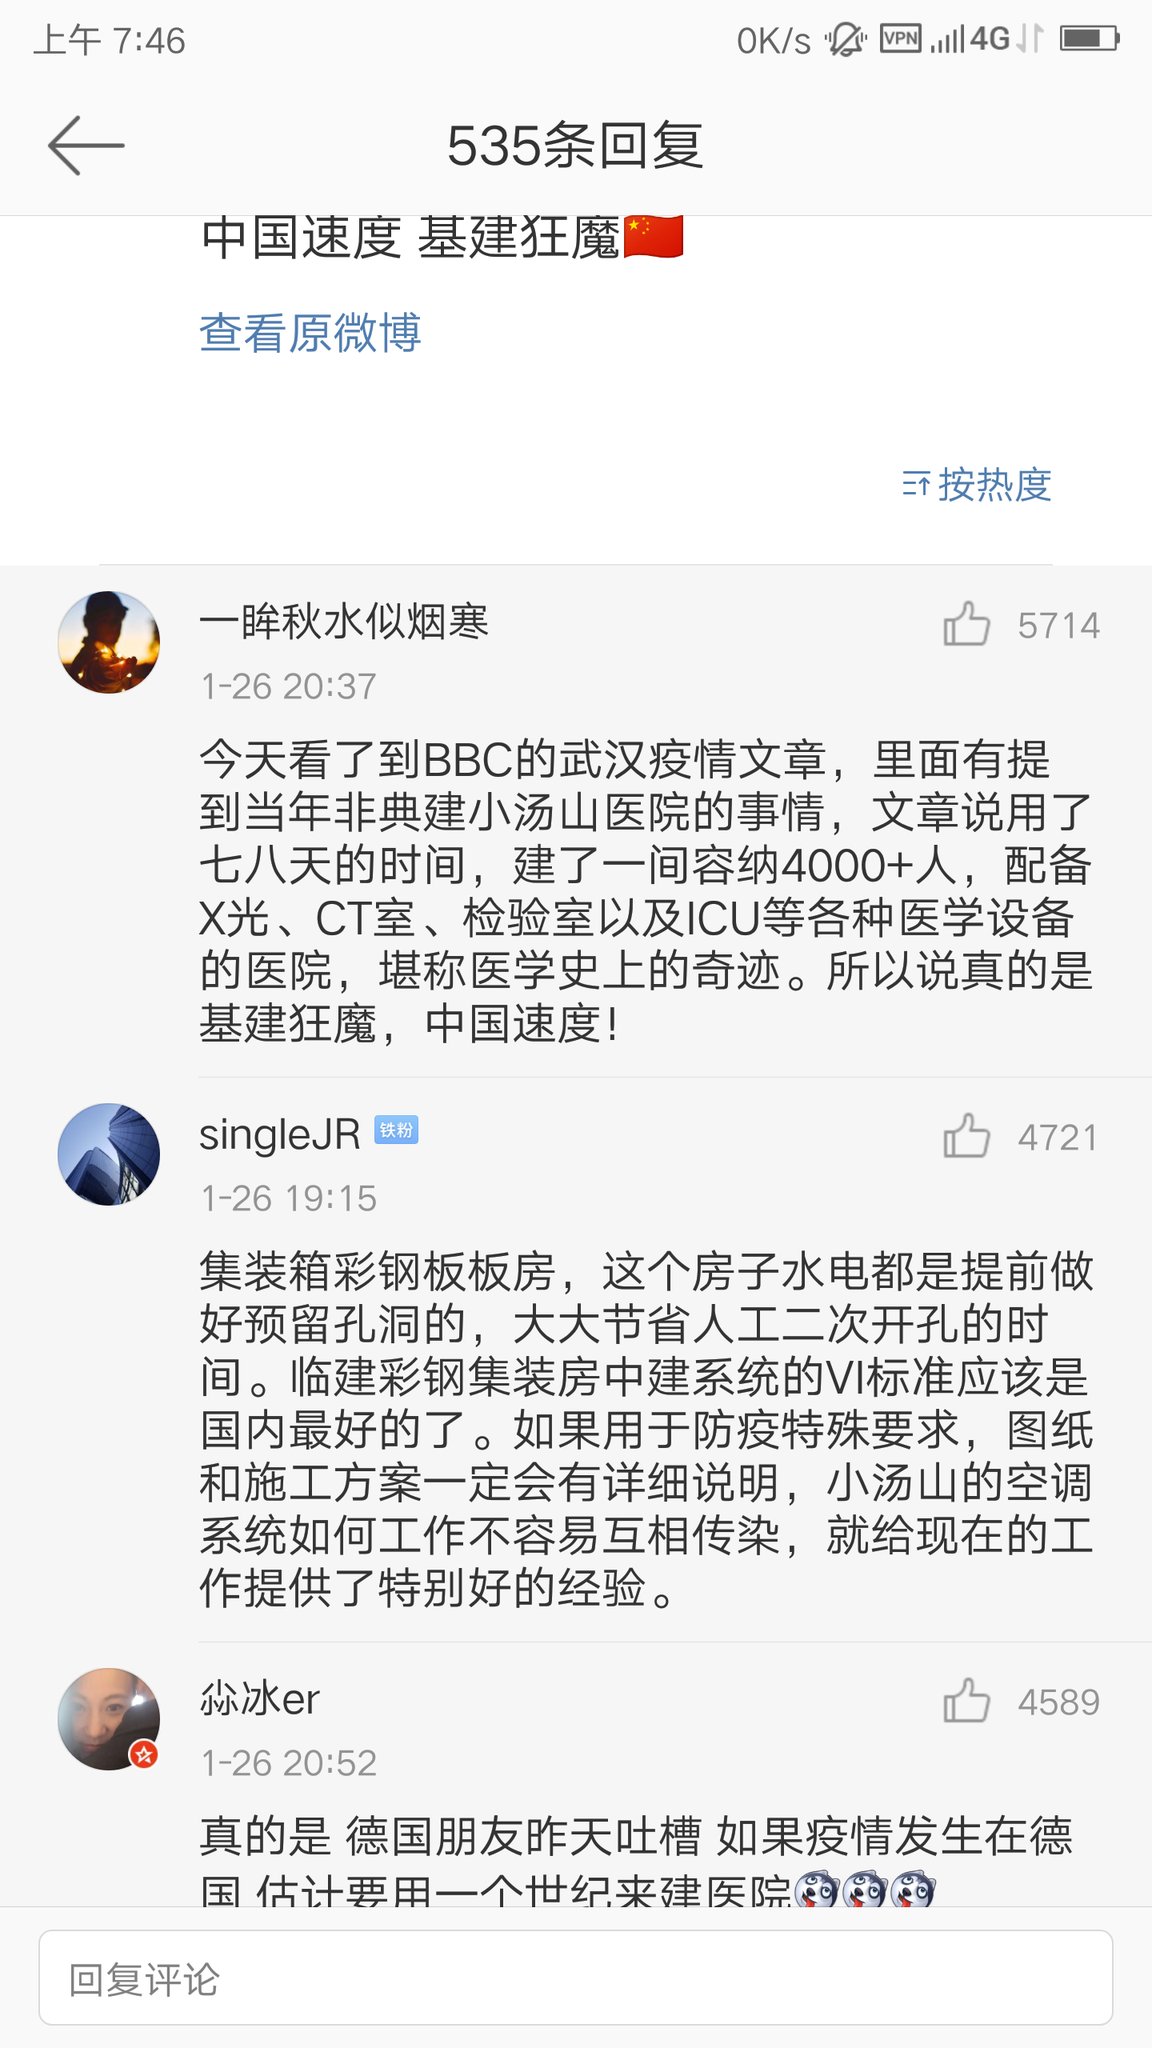 上午 7:46
0K/s VPN 4G
535条回复
中国速度 基建狂魔🇨🇳
查看原微博
按热度
一眸秋水似烟寒
5714
1-26 20:37
今天看了到BBC的武汉疫情文章，里面有提
到当年非典建小汤山医院的事情，文章说用了
七八天的时间，建了一间容纳4000+人，配备
X光、CT室、检验室以及ICU等各种医学设备
的医院，堪称医学史上的奇迹。所以说真的是
基建狂魔，中国速度！
singleJR 铁粉
4721
1-26 19:15
集装箱彩钢板板房，这个房子水电都是提前做
好预留孔洞的，大大节省人工二次开孔的时
间。临建彩钢集装房中建系统的VI标准应该是
国内最好的了。如果用于防疫特殊要求，图纸
和施工方案一定会有详细说明，小汤山的空调
系统如何工作不容易互相传染，就给现在的工
作提供了特别好的经验。
尛冰er
4589
1-26 20:52
真的是 德国朋友昨天吐槽 如果疫情发生在德
国 估计要用一个世纪来建医院
回复评论